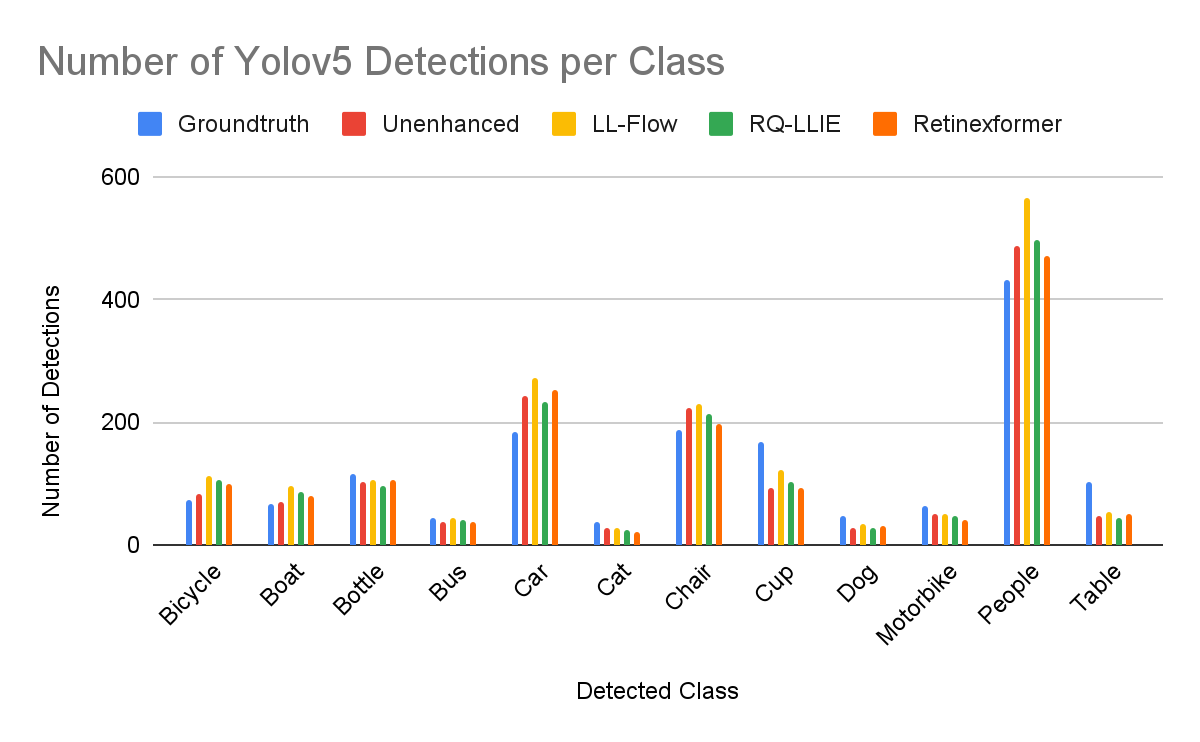 Number of Yolov5 Detections per Class
Groundtruth Unenhanced LL-Flow RQ-LLIE Retinexformer
600
400
200
0
Number of Detections
Bicycle Boat Bottle Bus Car Cat Chair Cup Dog Motorbike People Table
Detected Class